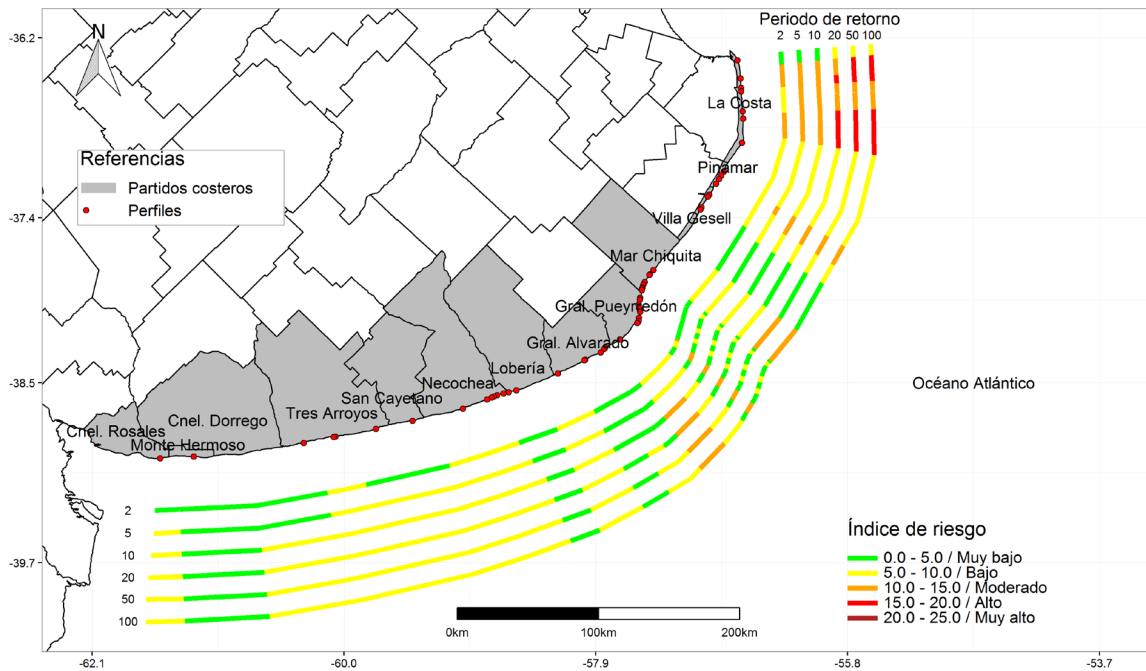 Periodo de retorno
2 5 10 20 50 100
-36.2
-37.4
-38.5
-39.7
N
La Costa
Referencias
Partidos costeros
Perfiles
Pinamar
Villa Gesell
Mar Chiquita
Gral. Pueyrredón
Gral. Alvarado
Lobería
Necochea
San Cayetano
Tres Arroyos
Cnel. Dorrego
Cnel. Rosales
Monte Hermoso
Océano Atlántico
2
5
10
20
50
100
Índice de riesgo
0.0 - 5.0 / Muy bajo
5.0 - 10.0 / Bajo
10.0 - 15.0 / Moderado
15.0 - 20.0 / Alto
20.0 - 25.0 / Muy alto
0km 100km 200km
-62.1 -60.0 -57.9 -55.8 -53.7